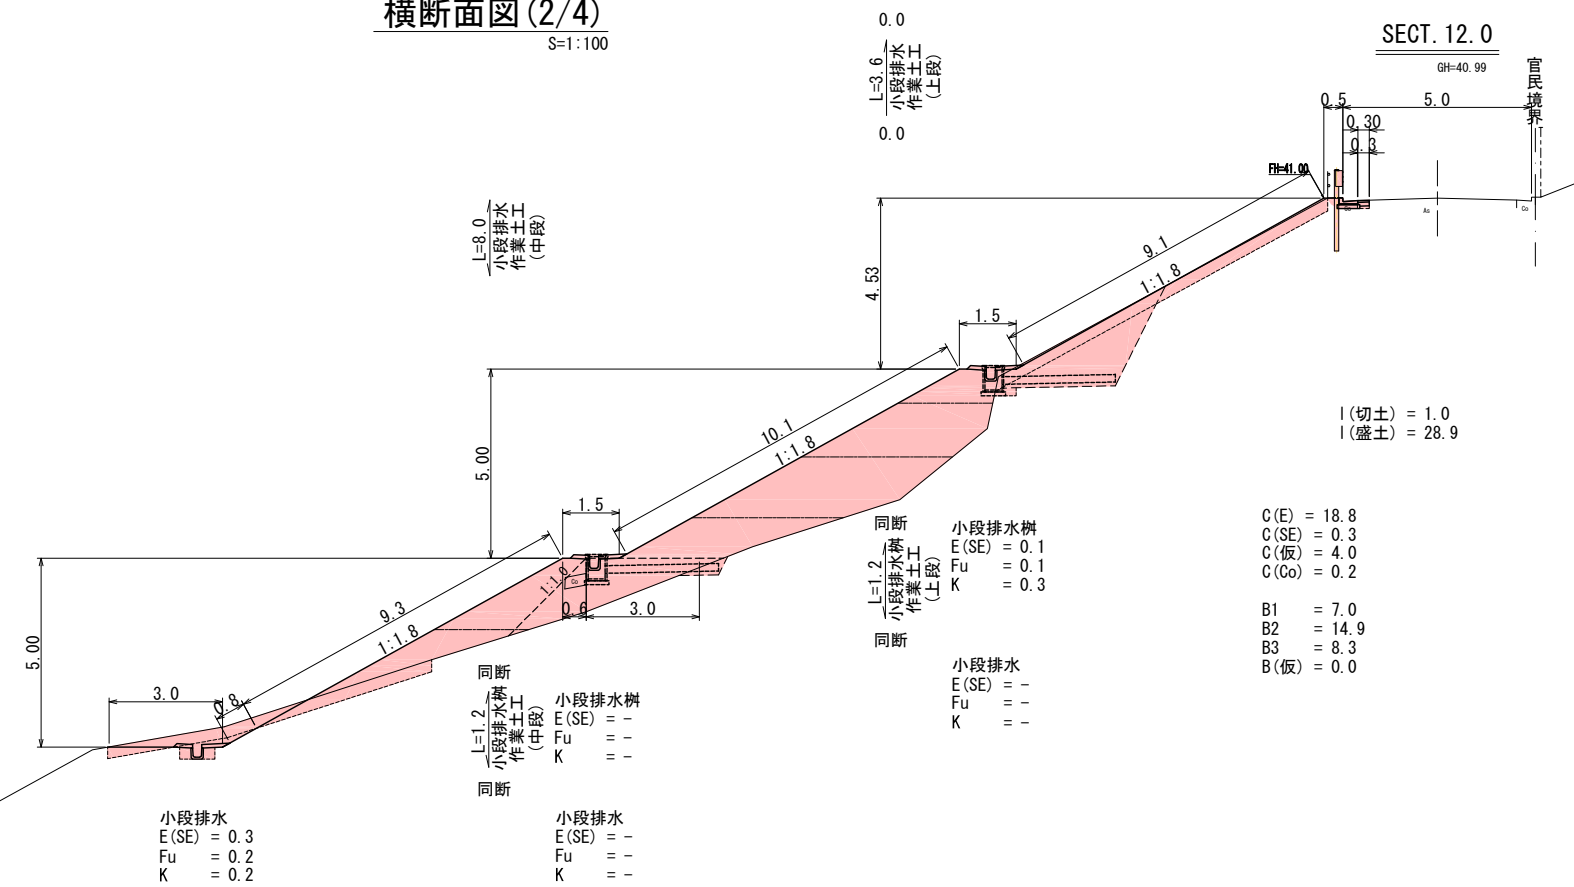 横断面図(2/4)
S=1:100
SECT.12.0
GH=40.99
官民境界
0.0
L=3.6
小段排水
作業土工
(上段)
0.0
0.5
5.0
0.30
0.3
FH=41.00
As
Co
L=8.0
小段排水
作業土工
(中段)
4.53
9.1
1:1.8
1.5
5.00
10.1
1:1.8
1.5
1:1.0
Co
0.6
3.0
5.00
9.3
1:1.8
3.0
0.8
l(切土) = 1.0
l(盛土) = 28.9
C(E) = 18.8
C(SE) = 0.3
C(仮) = 4.0
C(Co) = 0.2
B1 = 7.0
B2 = 14.9
B3 = 8.3
B(仮) = 0.0
同断
L=1.2
小段排水桝
作業土工
(上段)
同断
小段排水桝
E(SE) = 0.1
Fu = 0.1
K = 0.3
小段排水
E(SE) = -
Fu = -
K = -
同断
L=1.2
小段排水桝
作業土工
(中段)
同断
小段排水桝
E(SE) = -
Fu = -
K = -
小段排水
E(SE) = -
Fu = -
K = -
小段排水
E(SE) = 0.3
Fu = 0.2
K = 0.2